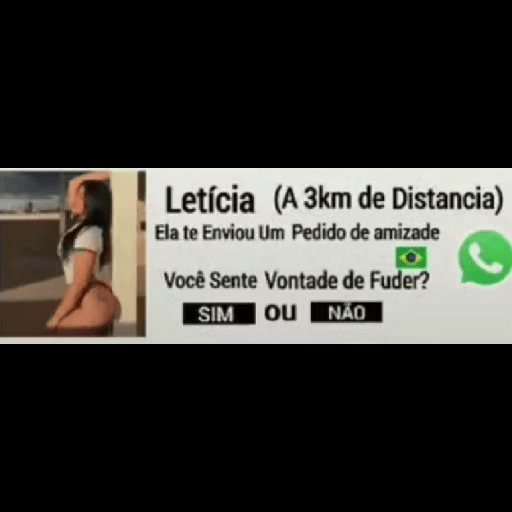 Letícia (A 3km de Distancia)
Ela te Enviou Um Pedido de amizade
Você Sente Vontade de Fuder?
SIM OU NÃO